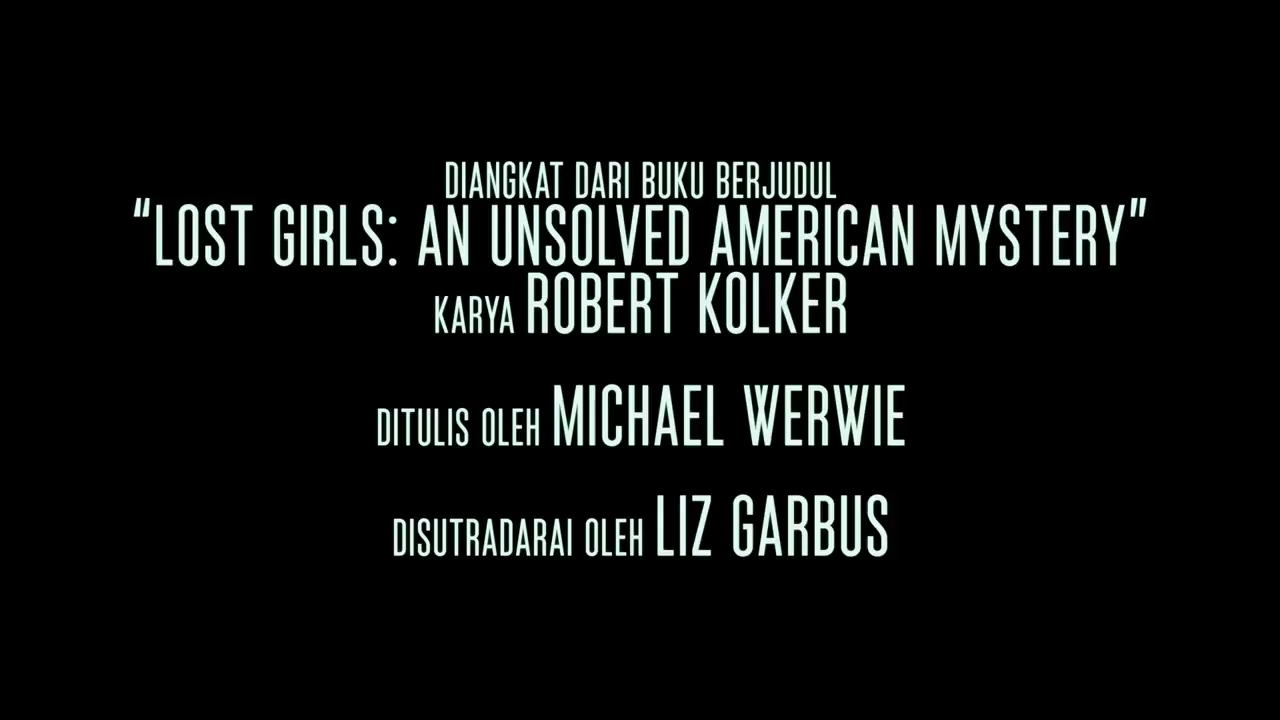 DIANGKAT DARI BUKU BERJUDUL
“LOST GIRLS: AN UNSOLVED AMERICAN MYSTERY”
KARYA ROBERT KOLKER
DITULIS OLEH MICHAEL WERWIE
DISUTRADARAI OLEH LIZ GARBUS